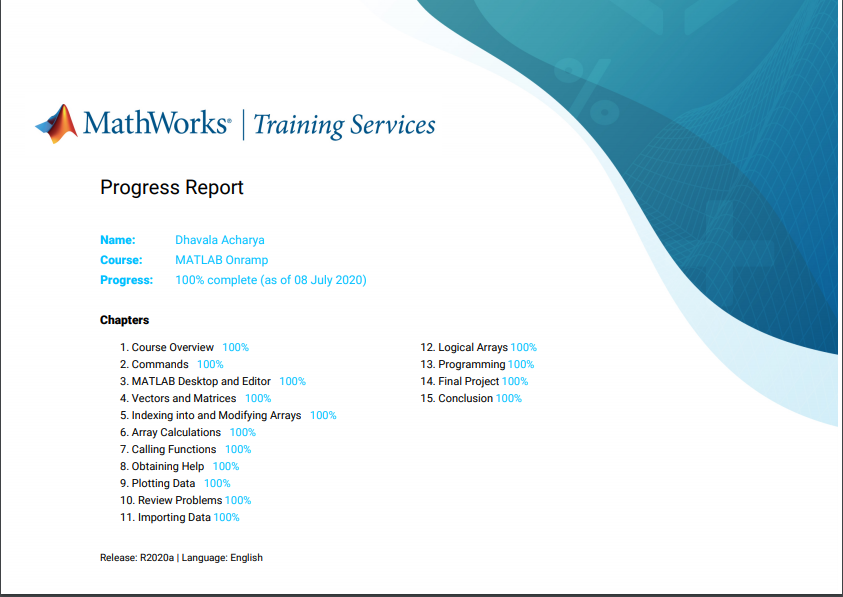 MathWorks® | Training Services
Progress Report
Name: Dhavala Acharya
Course: MATLAB Onramp
Progress: 100% complete (as of 08 July 2020)
Chapters
1. Course Overview 100%
2. Commands 100%
3. MATLAB Desktop and Editor 100%
4. Vectors and Matrices 100%
5. Indexing into and Modifying Arrays 100%
6. Array Calculations 100%
7. Calling Functions 100%
8. Obtaining Help 100%
9. Plotting Data 100%
10. Review Problems 100%
11. Importing Data 100%
12. Logical Arrays 100%
13. Programming 100%
14. Final Project 100%
15. Conclusion 100%
Release: R2020a | Language: English